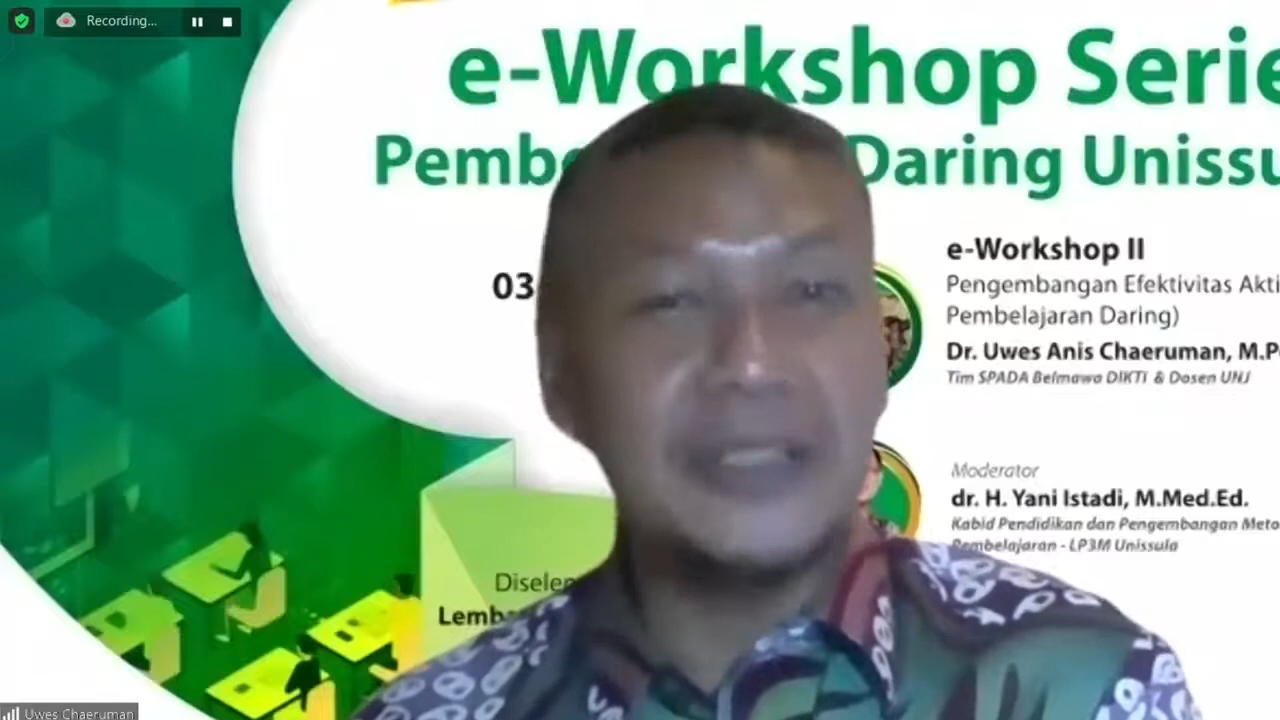 Recording...
e-Workshop Serie
Pembe Daring Unissu
03
e-Workshop II
Pengembangan Efektivitas Akti
Pembelajaran Daring)
Dr. Uwes Anis Chaeruman, M.P
Tim SPADA Belmawa DIKTI & Dosen UNJ
Moderator
dr. H. Yani Istadi, M.Med.Ed.
Kabid Pendidikan dan Pengembangan Meto
Pembelajaran - LP3M Unissula
Diselen
Lemb
Uwes Chaeruman